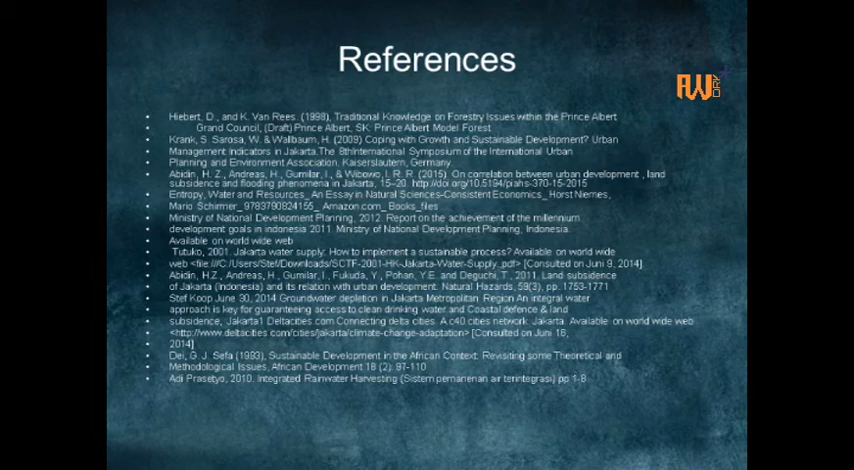 References
AW ORK
Hiebert, D., and K. Van Rees. (1998), Traditional Knowledge on Forestry Issues within the Prince Albert
Grand Council, (Draft) Prince Albert, SK: Prince Albert Model Forest
Krank, S. Sarosa, W. & Wallbaum, H. (2009) Coping with Growth and Sustainable Development? Urban
Management Indicators in Jakarta.The 8thInternational Symposium of the International Urban
Planning and Environment Association. Kaiserslautern, Germany.
Abidin, H. Z., Andreas, H., Gumilar, I., & Wibowo, I. R. R. (2015). On correlation between urban development , land
subsidence and flooding phenomena in Jakarta, 15–20. http://doi.org/10.5194/piahs-370-15-2015
Entropy, Water and Resources_ An Essay in Natural Sciences-Consistent Economics_ Horst Niemes,
Mario Schirmer_9783790824155_ Amazon.com_ Books_files
Ministry of National Development Planning, 2012. Report on the achievement of the millennium
development goals in indonesia 2011. Ministry of National Development Planning, Indonesia.
Available on world wide web
Tutuko, 2001. Jakarta water supply: How to implement a sustainable process? Available on world wide
web <file:///C:/Users/Stef/Downloads/SCTF-2001-HK-Jakarta-Water-Supply.pdf> [Consulted on Juni 9, 2014]
Abidin, H.Z., Andreas, H., Gumilar, I., Fukuda, Y., Pohan, Y.E. and Deguchi, T., 2011. Land subsidence
of Jakarta (Indonesia) and its relation with urban development. Natural Hazards, 59(3), pp. 1753-1771
Stef Koop June 30, 2014 Groundwater depletion in Jakarta Metropolitan Region An integral water
approach is key for guaranteeing access to clean drinking water and Coastal defence & land
subsidence, Jakarta1 Deltacities.com Connecting delta cities. A c40 cities network. Jakarta. Available on world wide web
<http://www.deltacities.com/cities/jakarta/climate-change-adaptation> [Consulted on Juni 16,
2014]
Dei, G. J. Sefa (1993), Sustainable Development in the African Context: Revisiting some Theoretical and
Methodological Issues, African Development 18 (2): 97-110
Adi Prasetyo, 2010. Integrated Rainwater Harvesting (Sistem pemanenan air terintegrasi) pp 1-8